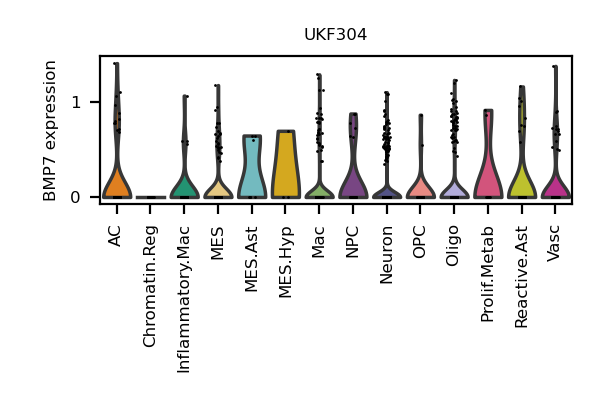 UKF304
BMP7 expression
1
0
AC
Chromatin.Reg
Inflammatory.Mac
MES
MES.Ast
MES.Hyp
Mac
NPC
Neuron
OPC
Oligo
Prolif.Metab
Reactive.Ast
Vasc